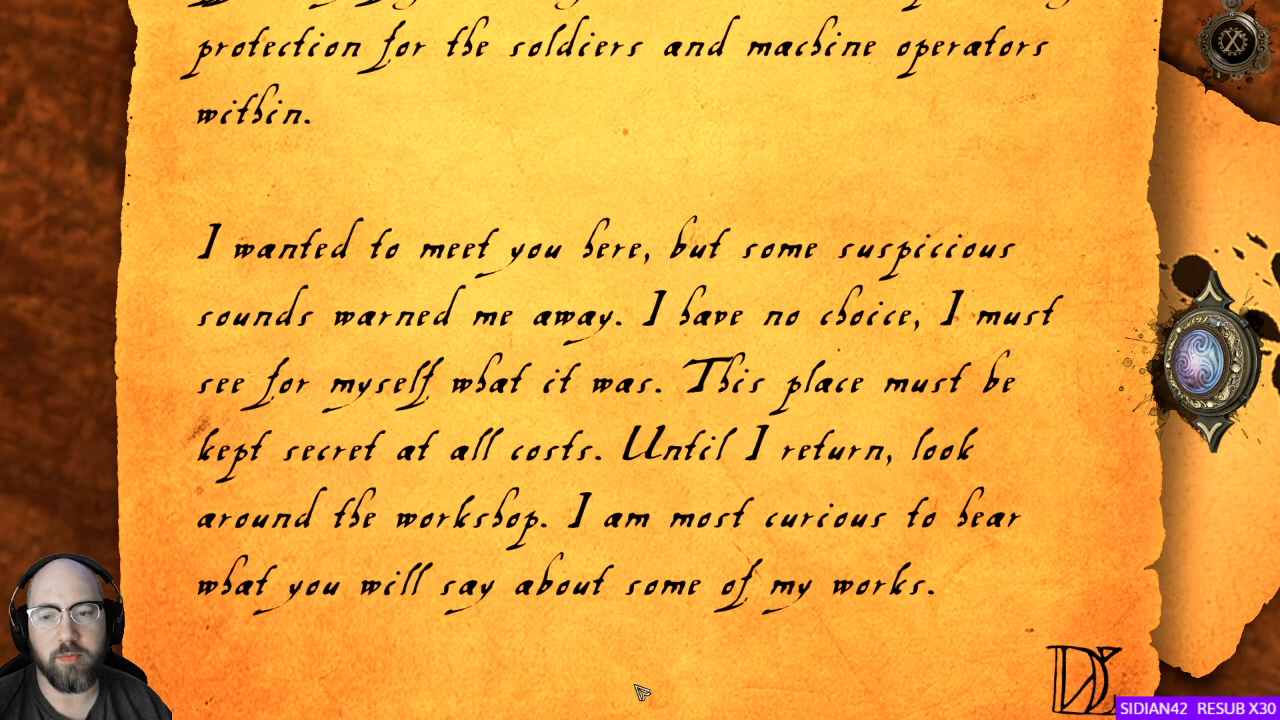 protection for the soldiers and machine operators
within.
I wanted to meet you here, but some suspicious
sounds warned me away. I have no choice, I must
see for myself what it was. This place must be
kept secret at all costs. Until I return, look
around the workshop. I am most curious to hear
what you will say about some of my works.
SIDIAN42 RESUB X30